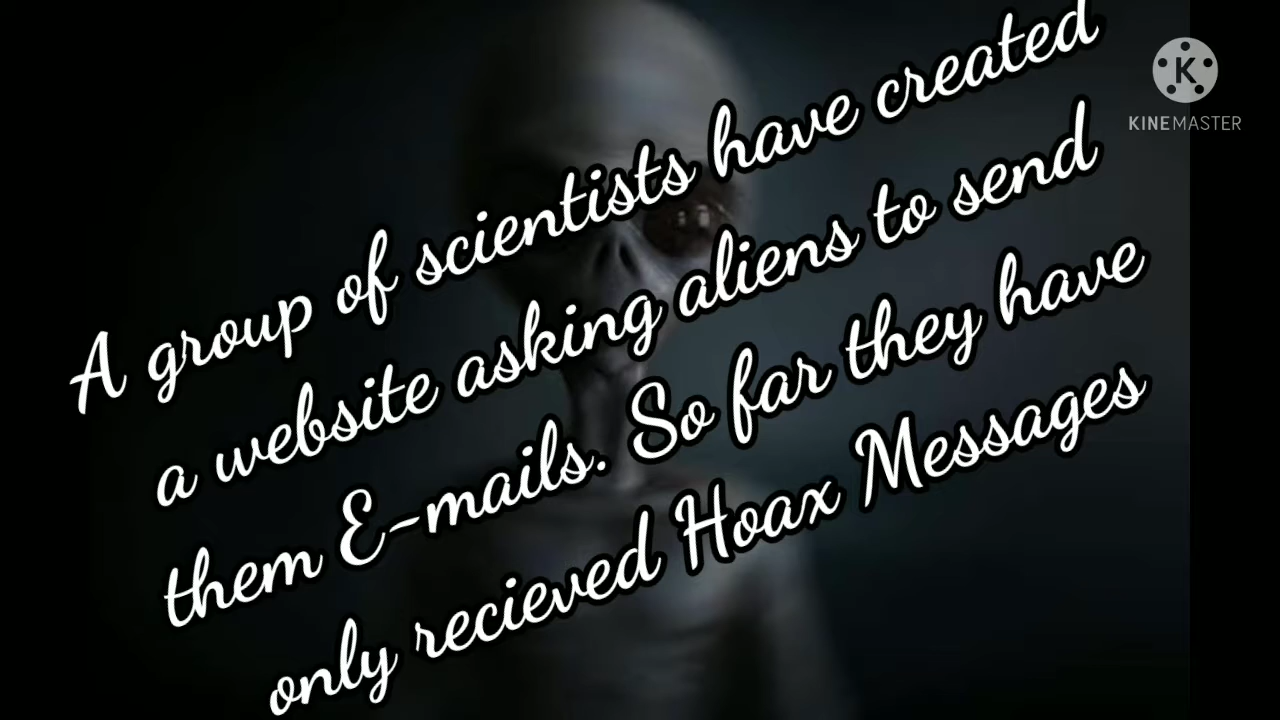 A group of scientists have created
a website asking aliens to send
them E-mails. So far they have
only recieved Hoax Messages
K
KINEMASTER